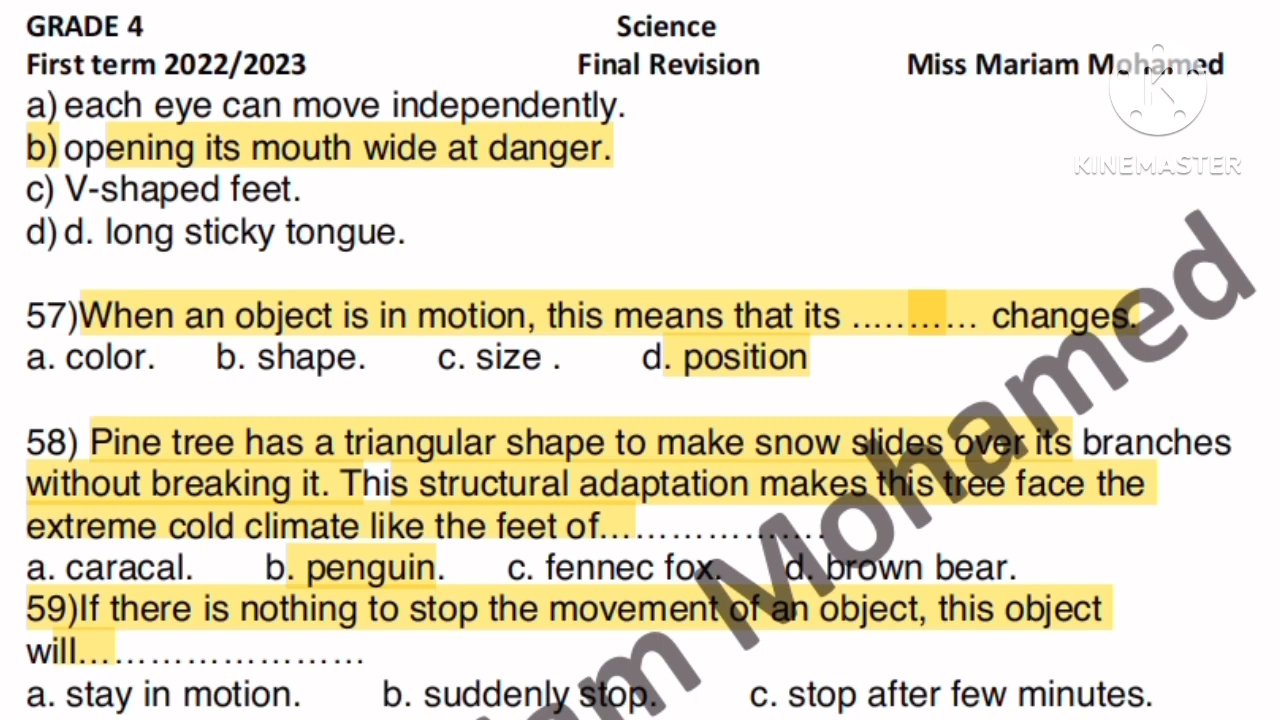 GRADE 4 Science
First term 2022/2023 Final Revision Miss Mariam Mohamed
KINEMASTER
a) each eye can move independently.
b) opening its mouth wide at danger.
c) V-shaped feet.
d) d. long sticky tongue.
57)When an object is in motion, this means that its ............ changes.
a. color. b. shape. c. size . d. position
58) Pine tree has a triangular shape to make snow slides over its branches
without breaking it. This structural adaptation makes this tree face the
extreme cold climate like the feet of...................
a. caracal. b. penguin. c. fennec fox. d. brown bear.
59)If there is nothing to stop the movement of an object, this object
will........................
a. stay in motion. b. suddenly stop. c. stop after few minutes.
Mohamed